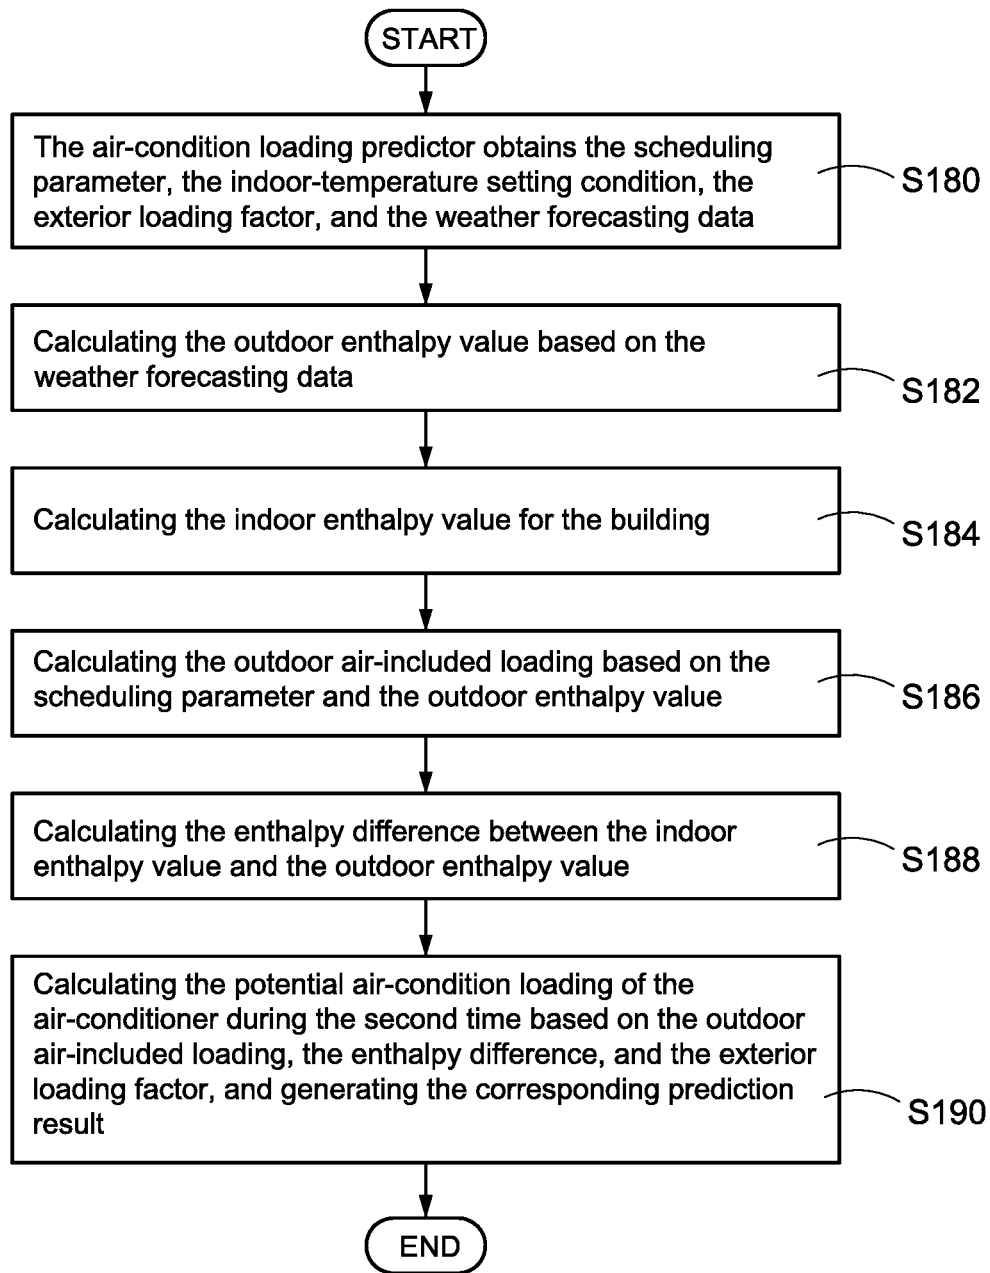 START
The air-condition loading predictor obtains the scheduling
parameter, the indoor-temperature setting condition, the
exterior loading factor, and the weather forecasting data
S180
Calculating the outdoor enthalpy value based on the
weather forecasting data
S182
Calculating the indoor enthalpy value for the building
S184
Calculating the outdoor air-included loading based on the
scheduling parameter and the outdoor enthalpy value
S186
Calculating the enthalpy difference between the indoor
enthalpy value and the outdoor enthalpy value
S188
Calculating the potential air-condition loading of the
air-conditioner during the second time based on the outdoor
air-included loading, the enthalpy difference, and the exterior
loading factor, and generating the corresponding prediction
result
S190
END